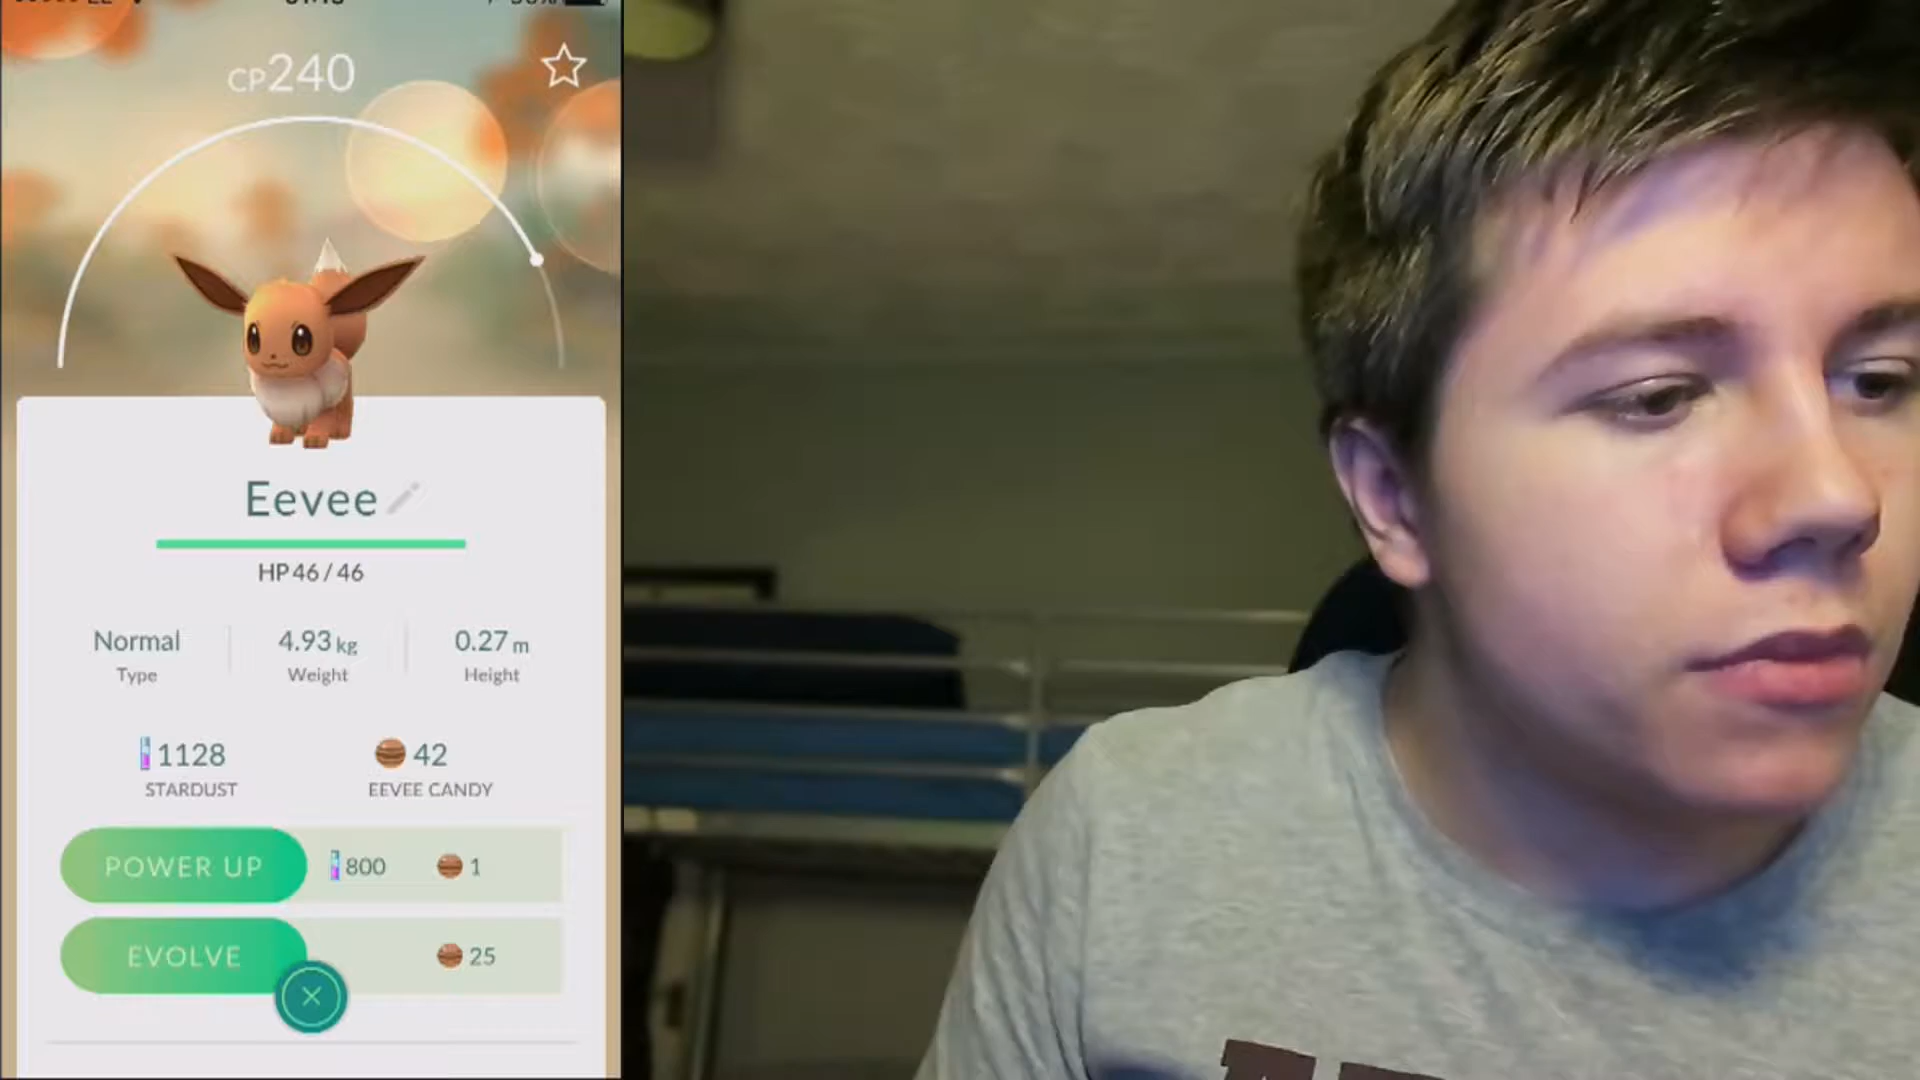 CP240
Eevee
HP 46 / 46
Normal
4.93 kg
0.27 m
Type
Weight
Height
1128
42
STARDUST
EEVEE CANDY
POWER UP
800
1
EVOLVE
25